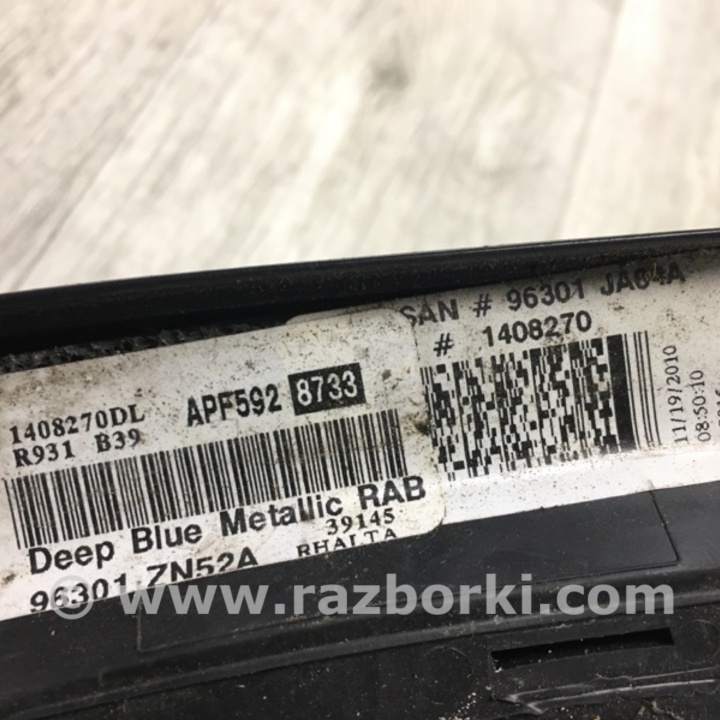 SAN # 96301 JA04A
# 1408270
11/19/2010
08:50:10
1408270DL
R931 B39
APF592 8733
Deep Blue Metallic RAB
39145
96301 ZN52A RHALTA
© www.razborki.com